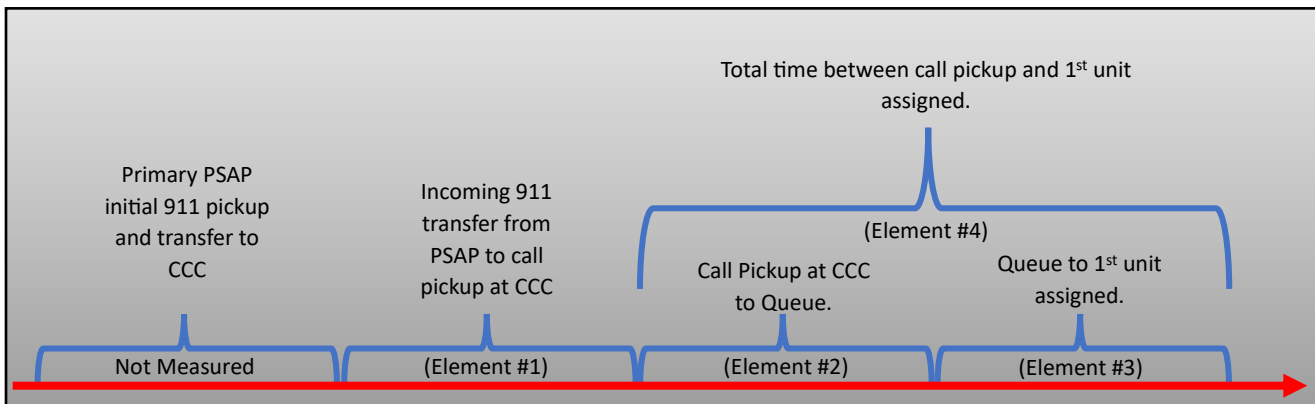 Total time between call pickup and 1st unit
assigned.
Primary PSAP
initial 911 pickup
and transfer to
CCC
Incoming 911
transfer from
PSAP to call
pickup at CCC
(Element #4)
Call Pickup at CCC
to Queue.
Queue to 1st unit
assigned.
Not Measured
(Element #1)
(Element #2)
(Element #3)